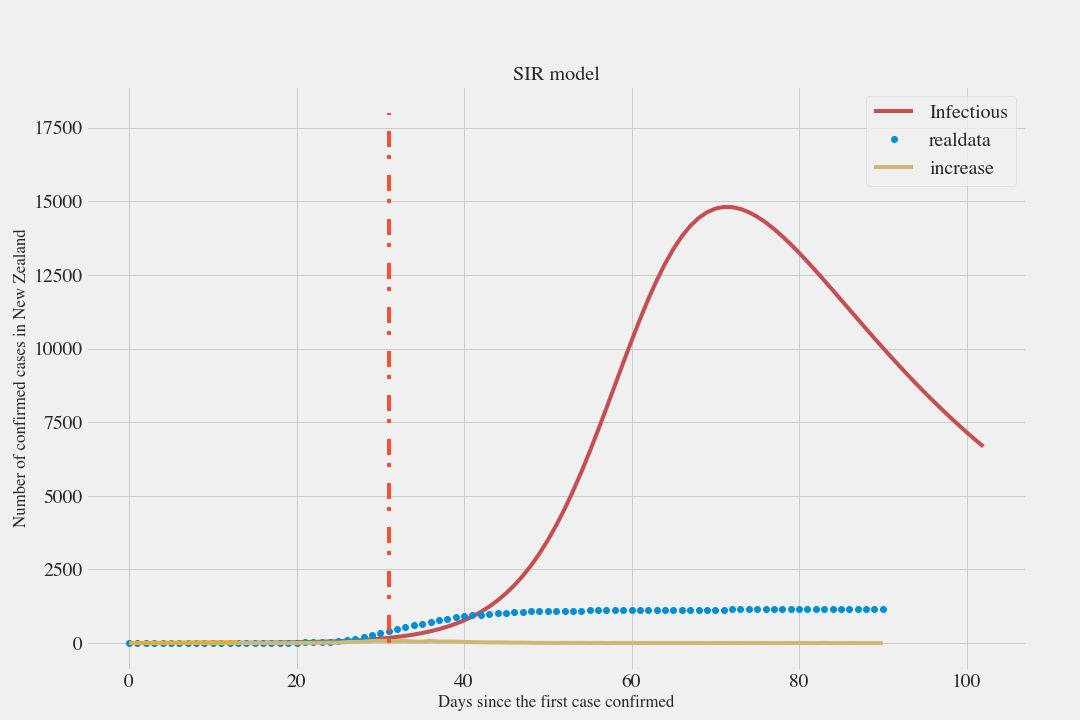 SIR model
Infectious
realdata
increase
17500
15000
12500
10000
7500
5000
2500
0
Number of confirmed cases in New Zealand
0 20 40 60 80 100
Days since the first case confirmed